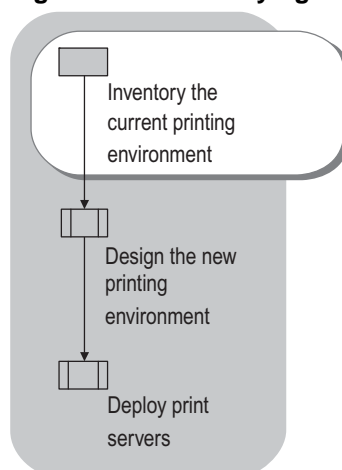 Inventory the
current printing
environment
Design the new
printing
environment
Deploy print
servers